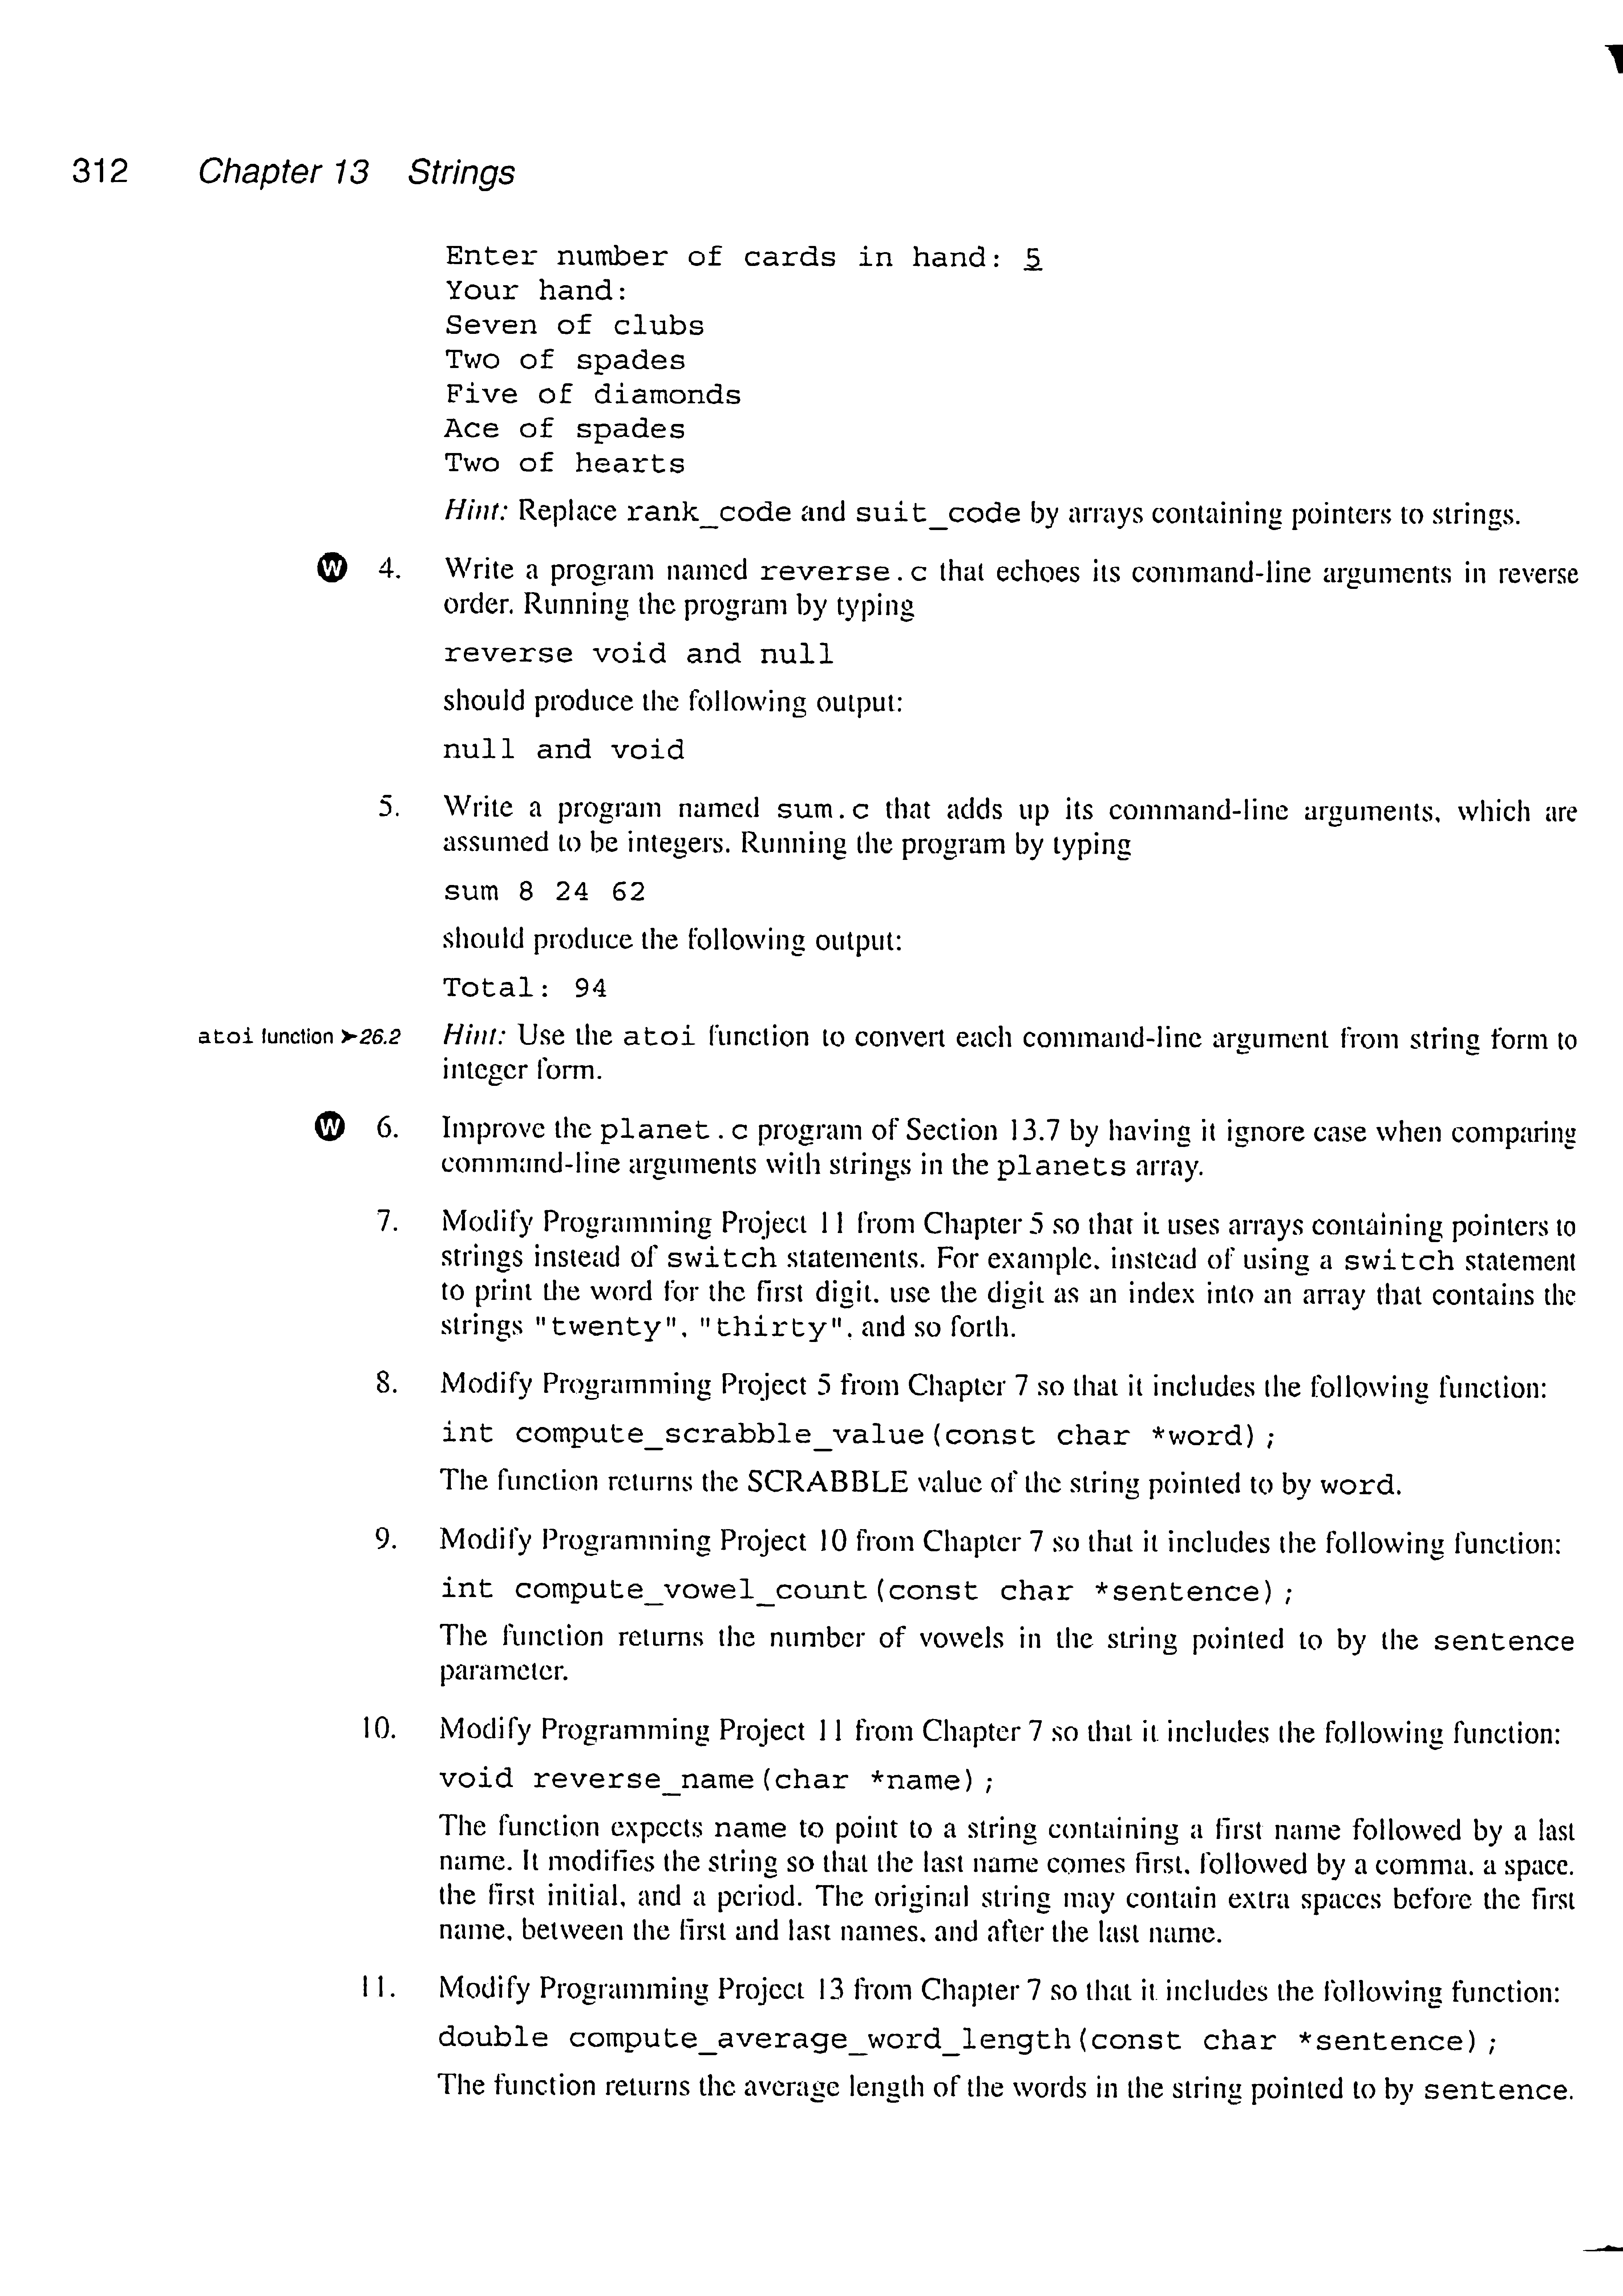 312 Chapter 13 Strings
Enter number of cards in hand: 5
Your hand:
Seven of clubs
Two of spades
Five of diamonds
Ace of spades
Two of hearts
Hint: Replace rank_code and suit_code by arrays containing pointers to strings.
W 4. Write a program named reverse.c that echoes its command-line arguments in reverse
order. Running the program by typing
reverse void and null
should produce the following output:
null and void
5. Write a program named sum.c that adds up its command-line arguments, which are
assumed to be integers. Running the program by typing
sum 8 24 62
should produce the following output:
Total: 94
atoi function ➤26.2 Hint: Use the atoi function to convert each command-line argument from string form to
integer form.
W 6. Improve the planet.c program of Section 13.7 by having it ignore case when comparing
command-line arguments with strings in the planets array.
7. Modify Programming Project 11 from Chapter 5 so that it uses arrays containing pointers to
strings instead of switch statements. For example, instead of using a switch statement
to print the word for the first digit, use the digit as an index into an array that contains the
strings "twenty", "thirty", and so forth.
8. Modify Programming Project 5 from Chapter 7 so that it includes the following function:
int compute_scrabble_value(const char *word);
The function returns the SCRABBLE value of the string pointed to by word.
9. Modify Programming Project 10 from Chapter 7 so that it includes the following function:
int compute_vowel_count(const char *sentence);
The function returns the number of vowels in the string pointed to by the sentence
parameter.
10. Modify Programming Project 11 from Chapter 7 so that it includes the following function:
void reverse_name(char *name);
The function expects name to point to a string containing a first name followed by a last
name. It modifies the string so that the last name comes first, followed by a comma, a space,
the first initial, and a period. The original string may contain extra spaces before the first
name, between the first and last names, and after the last name.
11. Modify Programming Project 13 from Chapter 7 so that it includes the following function:
double compute_average_word_length(const char *sentence);
The function returns the average length of the words in the string pointed to by sentence.